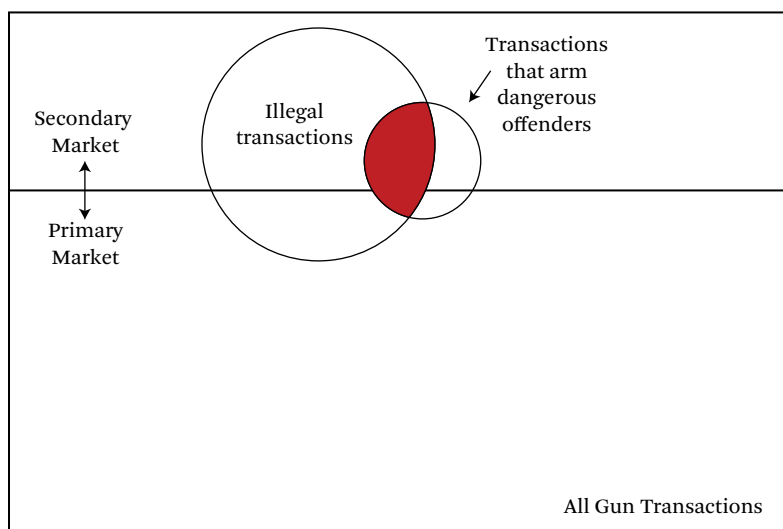 Transactions
that arm
dangerous
offenders
Illegal
transactions
Secondary
Market
Primary
Market
All Gun Transactions